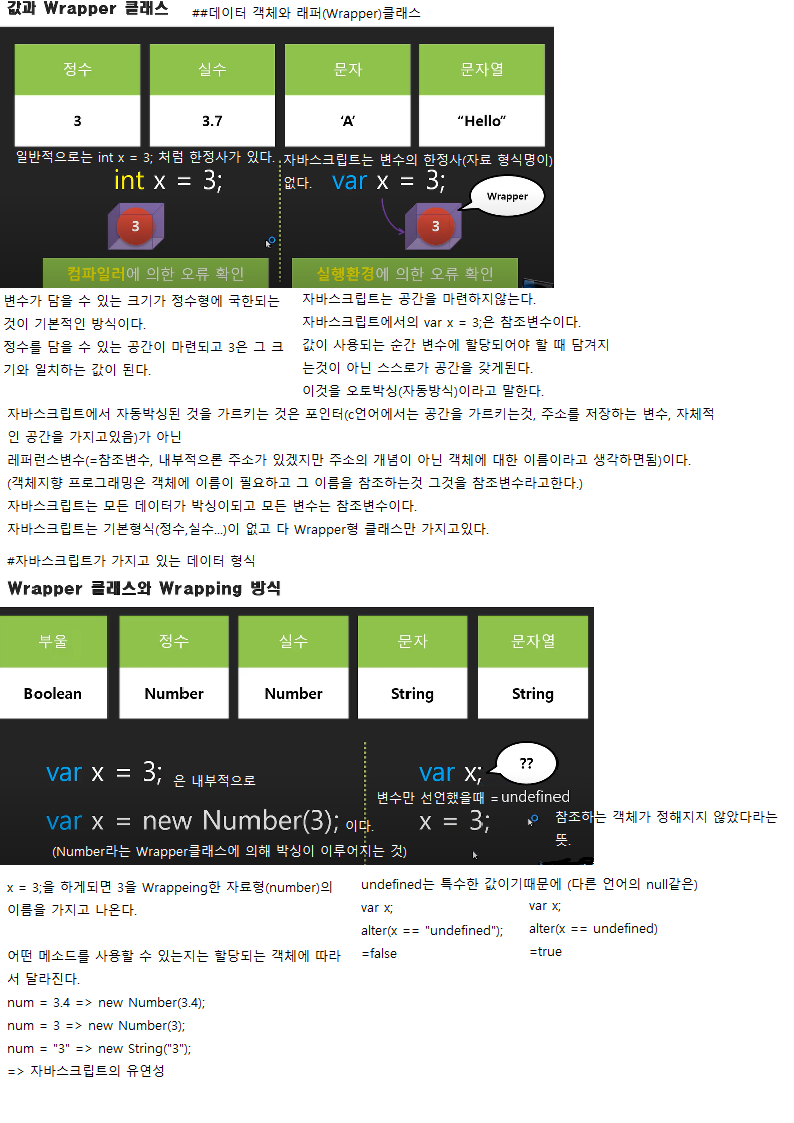 값과 Wrapper 클래스
##데이터 객체와 래퍼(Wrapper)클래스
정수
실수
문자
문자열
3
3.7
‘A’
“Hello”
일반적으로는 int x = 3; 처럼 한정사가 있다.
int x = 3;
3
컴파일러에 의한 오류 확인
자바스크립트는 변수의 한정사(자료 형식명이)
없다.
var x = 3;
Wrapper
3
실행환경에 의한 오류 확인
변수가 담을 수 있는 크기가 정수형에 국한되는
것이 기본적인 방식이다.
정수를 담을 수 있는 공간이 마련되고 3은 그 크
기와 일치하는 값이 된다.
자바스크립트는 공간을 마련하지않는다.
자바스크립트에서의 var x = 3;은 참조변수이다.
값이 사용되는 순간 변수에 할당되어야 할 때 담겨지
는것이 아닌 스스로가 공간을 갖게된다.
이것을 오토박싱(자동방식)이라고 말한다.
자바스크립트에서 자동박싱된 것을 가르키는 것은 포인터(c언어에서는 공간을 가르키는것, 주소를 저장하는 변수, 자체적
인 공간을 가지고있음)가 아닌
레퍼런스변수(=참조변수, 내부적으론 주소가 있겠지만 주소의 개념이 아닌 객체에 대한 이름이라고 생각하면됨)이다.
(객체지향 프로그래밍은 객체에 이름이 필요하고 그 이름을 참조하는것 그것을 참조변수라고한다.)
자바스크립트는 모든 데이터가 박싱이되고 모든 변수는 참조변수이다.
자바스크립트는 기본형식(정수,실수...)이 없고 다 Wrapper형 클래스만 가지고있다.
#자바스크립트가 가지고 있는 데이터 형식
Wrapper 클래스와 Wrapping 방식
부울
정수
실수
문자
문자열
Boolean
Number
Number
String
String
var x = 3; 은 내부적으로
var x = new Number(3); 이다.
(Number라는 Wrapper클래스에 의해 박싱이 이루어지는 것)
var x;
??
변수만 선언했을때 = undefined
x = 3;
참조하는 객체가 정해지지 않았다라는
뜻.
x = 3;을 하게되면 3을 Wrappeing한 자료형(number)의
이름을 가지고 나온다.
어떤 메소드를 사용할 수 있는지는 할당되는 객체에 따라
서 달라진다.
num = 3.4 => new Number(3.4);
num = 3 => new Number(3);
num = "3" => new String("3");
=> 자바스크립트의 유연성
undefined는 특수한 값이기때문에 (다른 언어의 null같은)
var x;
alter(x == "undefined");
=false
var x;
alter(x == undefined)
=true